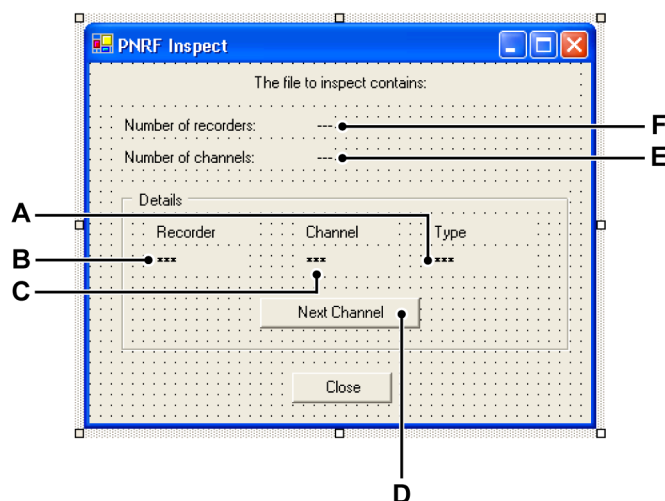 PNRF Inspect
The file to inspect contains:
Number of recorders: --- F
Number of channels: --- E
Details
A
Recorder Channel Type
B *** *** ***
C
Next Channel
D
Close